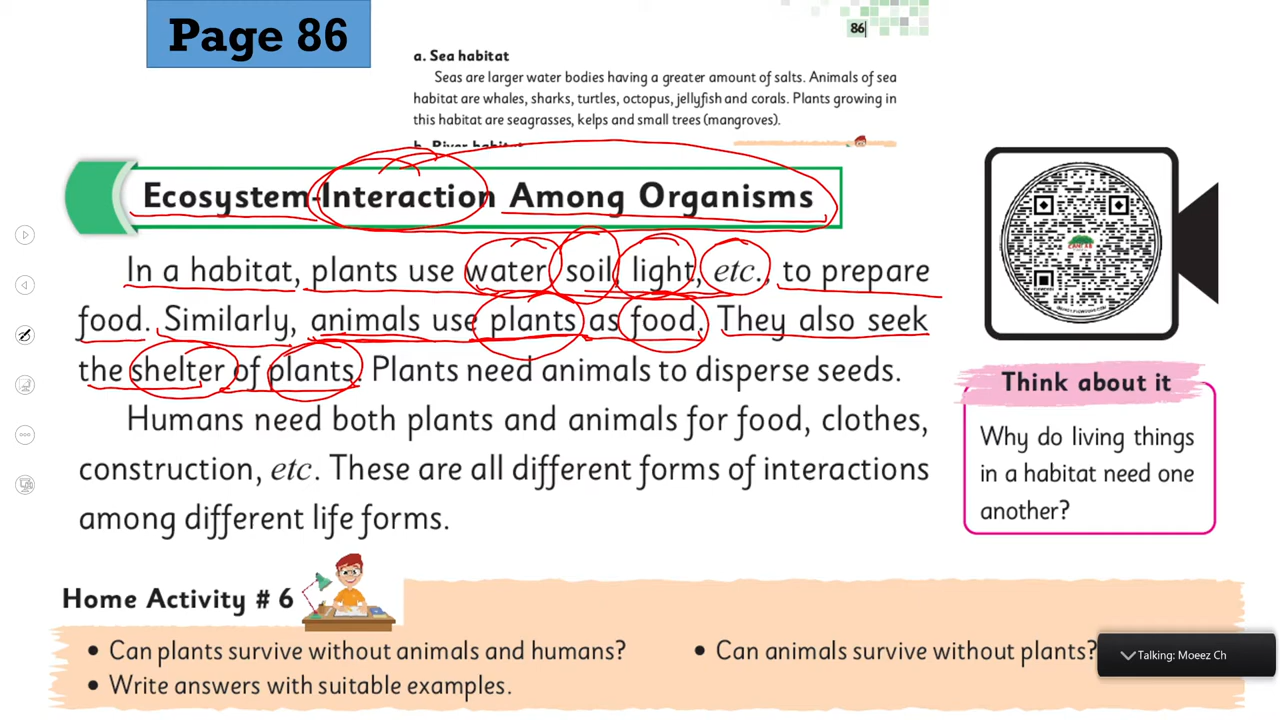 Page 86
86
a. Sea habitat
Seas are larger water bodies having a greater amount of salts. Animals of sea
habitat are whales, sharks, turtles, octopus, jellyfish and corals. Plants growing in
this habitat are seagrasses, kelps and small trees (mangroves).
b. River habitat
Ecosystem-Interaction Among Organisms
In a habitat, plants use water, soil, light, etc., to prepare
food. Similarly, animals use plants as food. They also seek
the shelter of plants. Plants need animals to disperse seeds.
Humans need both plants and animals for food, clothes,
construction, etc. These are all different forms of interactions
among different life forms.
Think about it
Why do living things
in a habitat need one
another?
Home Activity # 6
• Can plants survive without animals and humans?
• Can animals survive without plants?
• Write answers with suitable examples.
Talking: Moeez Ch